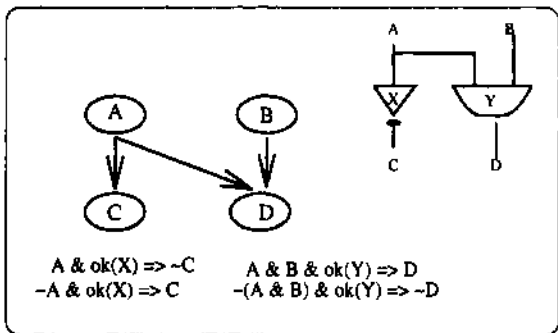 A B
X Y
C D
A B
C D
A & ok(X) => ~C
~A & ok(X) => C
A & B & ok(Y) => D
~(A & B) & ok(Y) => ~D